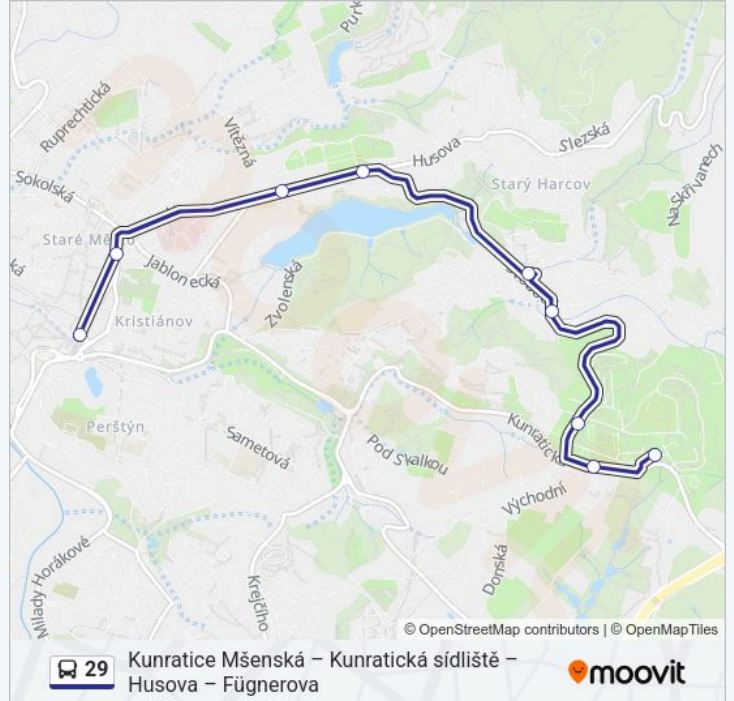 Purk
Ruprechtická
Vítězná
Husova
Slezská
Na Skřivanech
Sokolská
Starý Harcov
Staré Město
Jablonecká
ká
Zvolenská
Svobody
Kristiánov
Perštýn
Sametová
Pod Skalkou
Kunratická
Východní
Donská
Milady Horákové
Krejčího
© OpenStreetMap contributors | © OpenMapTiles
29
Kunratice Mšenská – Kunratická sídliště –
Husova – Fügnerova
moovit